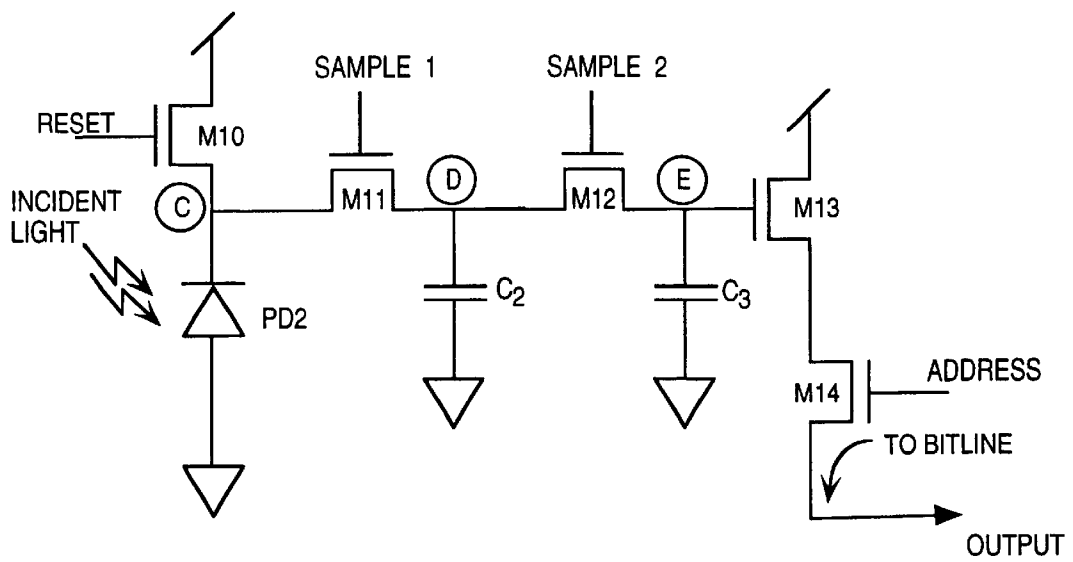 SAMPLE 1
SAMPLE 2
RESET
M10
C
D
E
M11
M12
M13
INCIDENT
LIGHT
PD2
C2
C3
M14
ADDRESS
TO BITLINE
OUTPUT